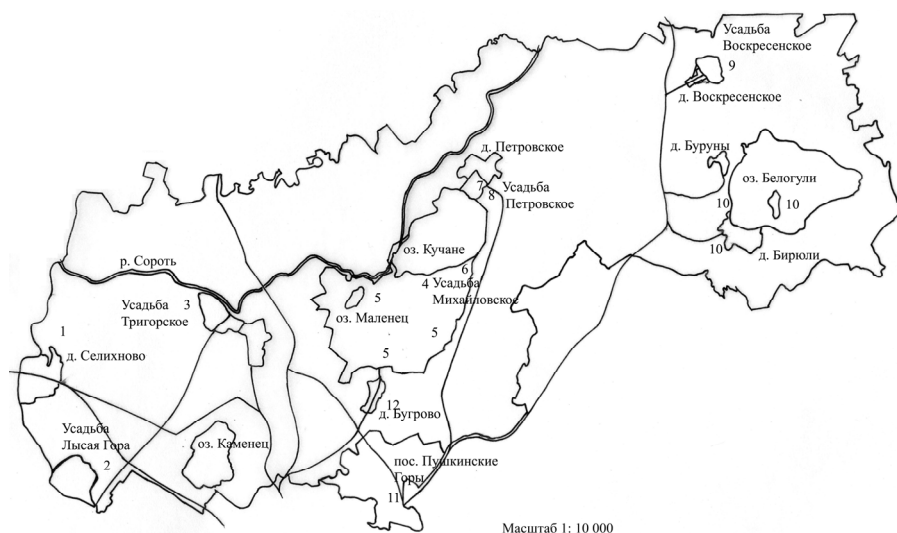 Усадьба
Воскресенское
9
д. Воскресенское
д. Петровское
д. Буруны
7
8
Усадьба
Петровское
оз. Белогули
10
10
оз. Кучане
10
р. Сороть
6
д. Бирюли
4
Усадьба
Михайловское
5
Усадьба
Тригорское
3
оз. Маленец
1
5
д. Селихново
5
12
д. Бугрово
Усадьба
Лысая Гора
оз. Каменец
2
пос. Пушкинские
Горы
11
Масштаб 1: 10 000